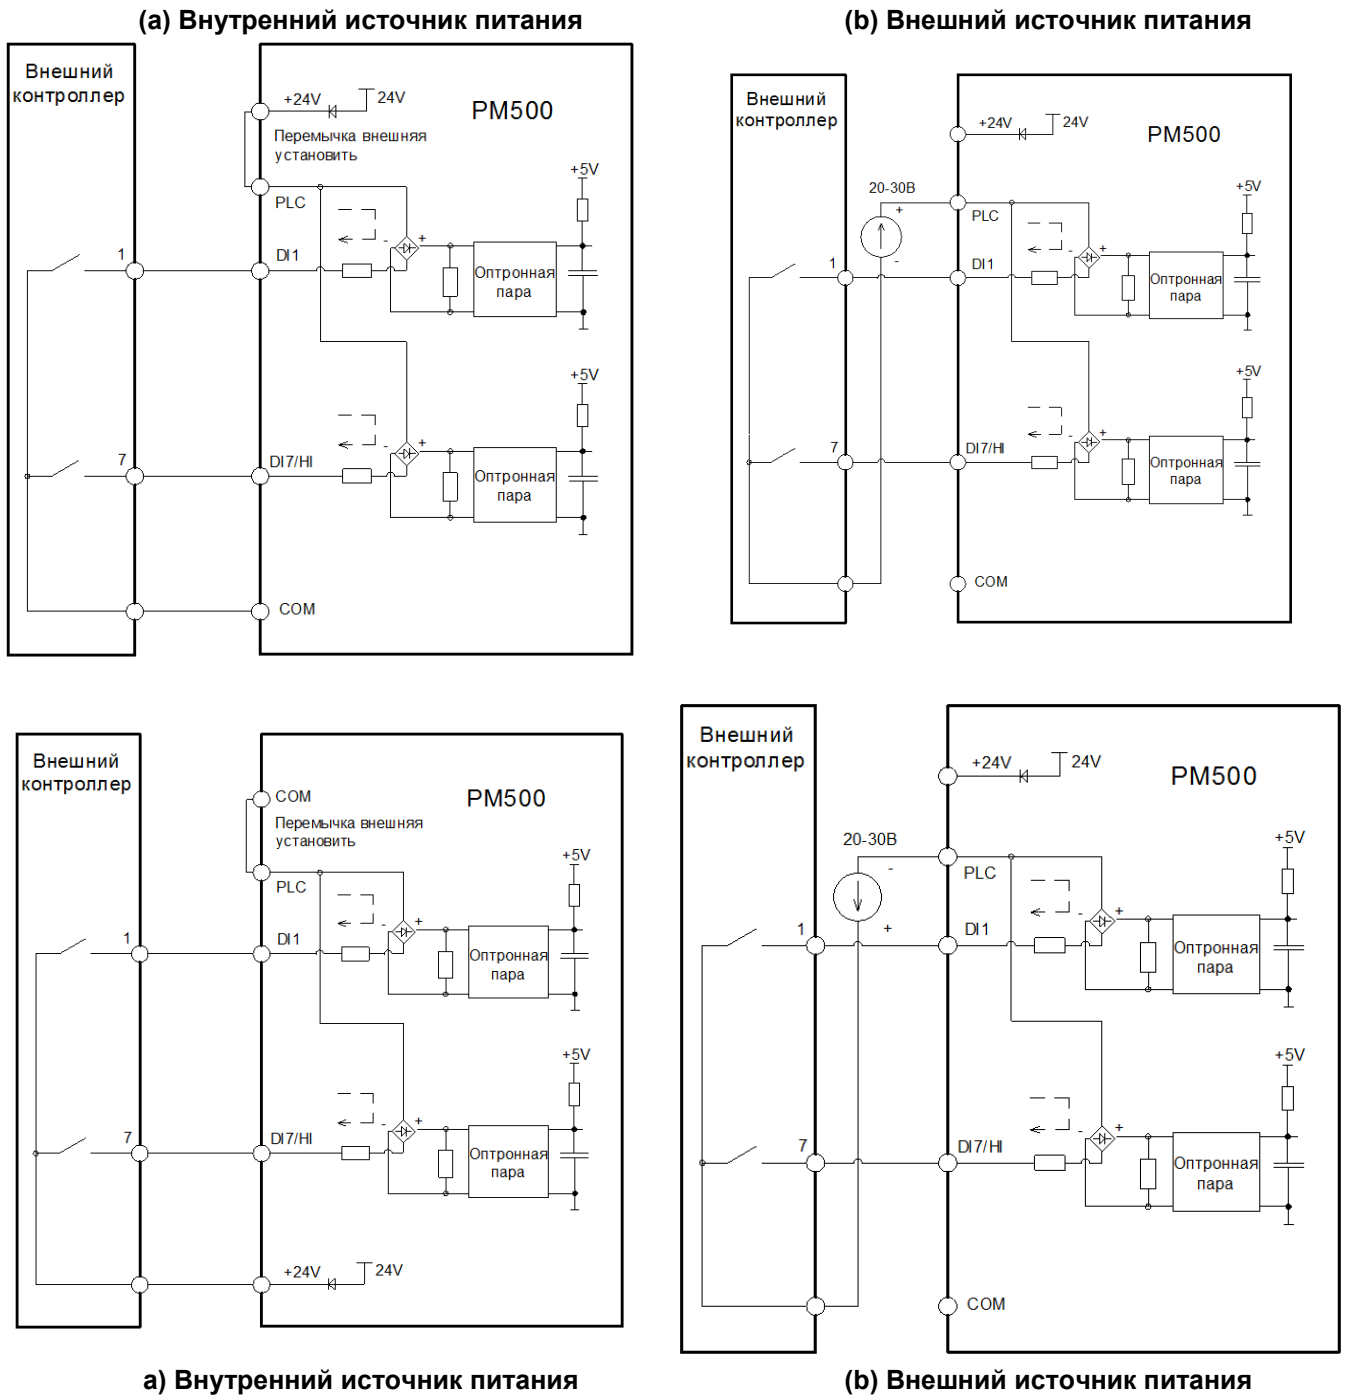 (a) Внутренний источник питания
Внешний
контроллер
+24V
24V
PM500
Перемычка внешняя
установить
PLC
+5V
-
+
1
DI1
Оптронная
пара
+5V
-
+
7
DI7/HI
Оптронная
пара
COM
(b) Внешний источник питания
Внешний
контроллер
+24V
24V
PM500
20-30В
+
PLC
+5V
-
+
-
1
DI1
Оптронная
пара
+5V
-
+
7
DI7/HI
Оптронная
пара
COM
Внешний
контроллер
COM
PM500
Перемычка внешняя
установить
PLC
+5V
-
+
1
DI1
Оптронная
пара
+5V
-
+
7
DI7/HI
Оптронная
пара
+24V
24V
a) Внутренний источник питания
Внешний
контроллер
+24V
24V
PM500
20-30В
-
PLC
+5V
-
+
+
1
DI1
Оптронная
пара
+5V
-
+
7
DI7/HI
Оптронная
пара
COM
(b) Внешний источник питания